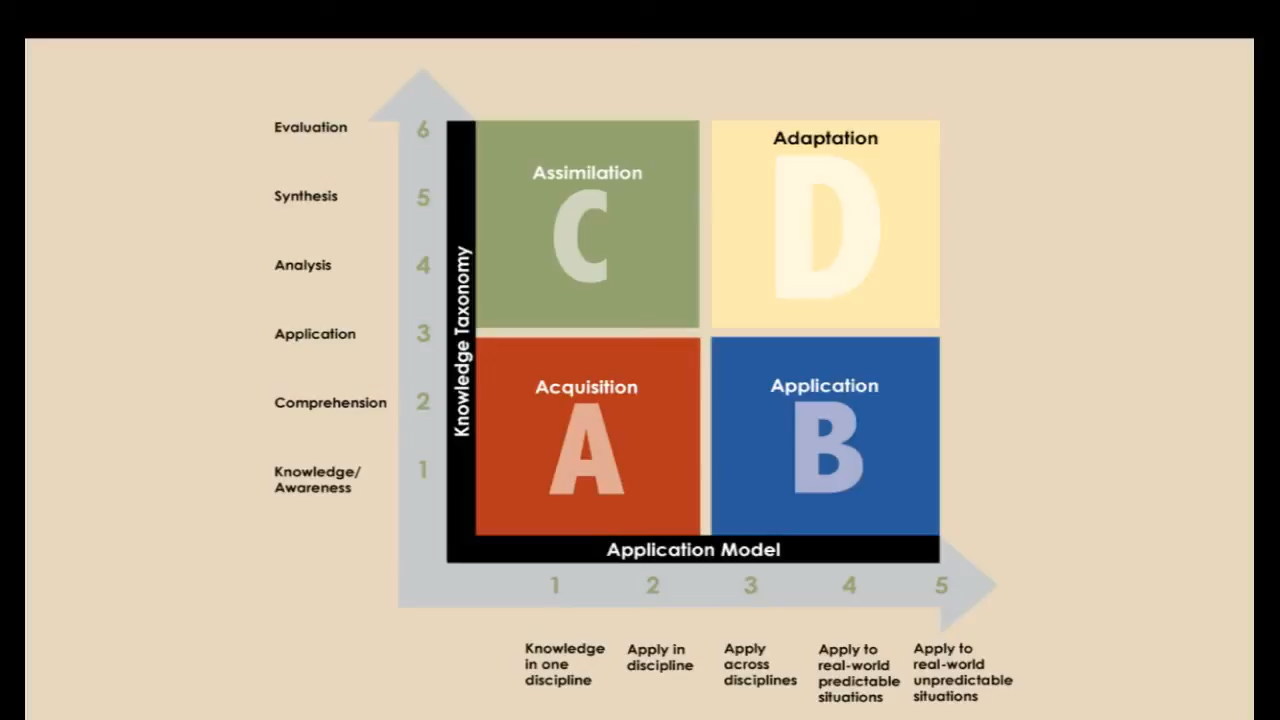 Evaluation
6
Synthesis
5
Analysis
4
Application
3
Comprehension
2
Knowledge/
Awareness
1
Knowledge Taxonomy
Assimilation
C
Adaptation
D
Acquisition
A
Application
B
Application Model
1
2
3
4
5
Knowledge
in one
discipline
Apply in
discipline
Apply
across
disciplines
Apply to
real-world
predictable
situations
Apply to
real-world
unpredictable
situations